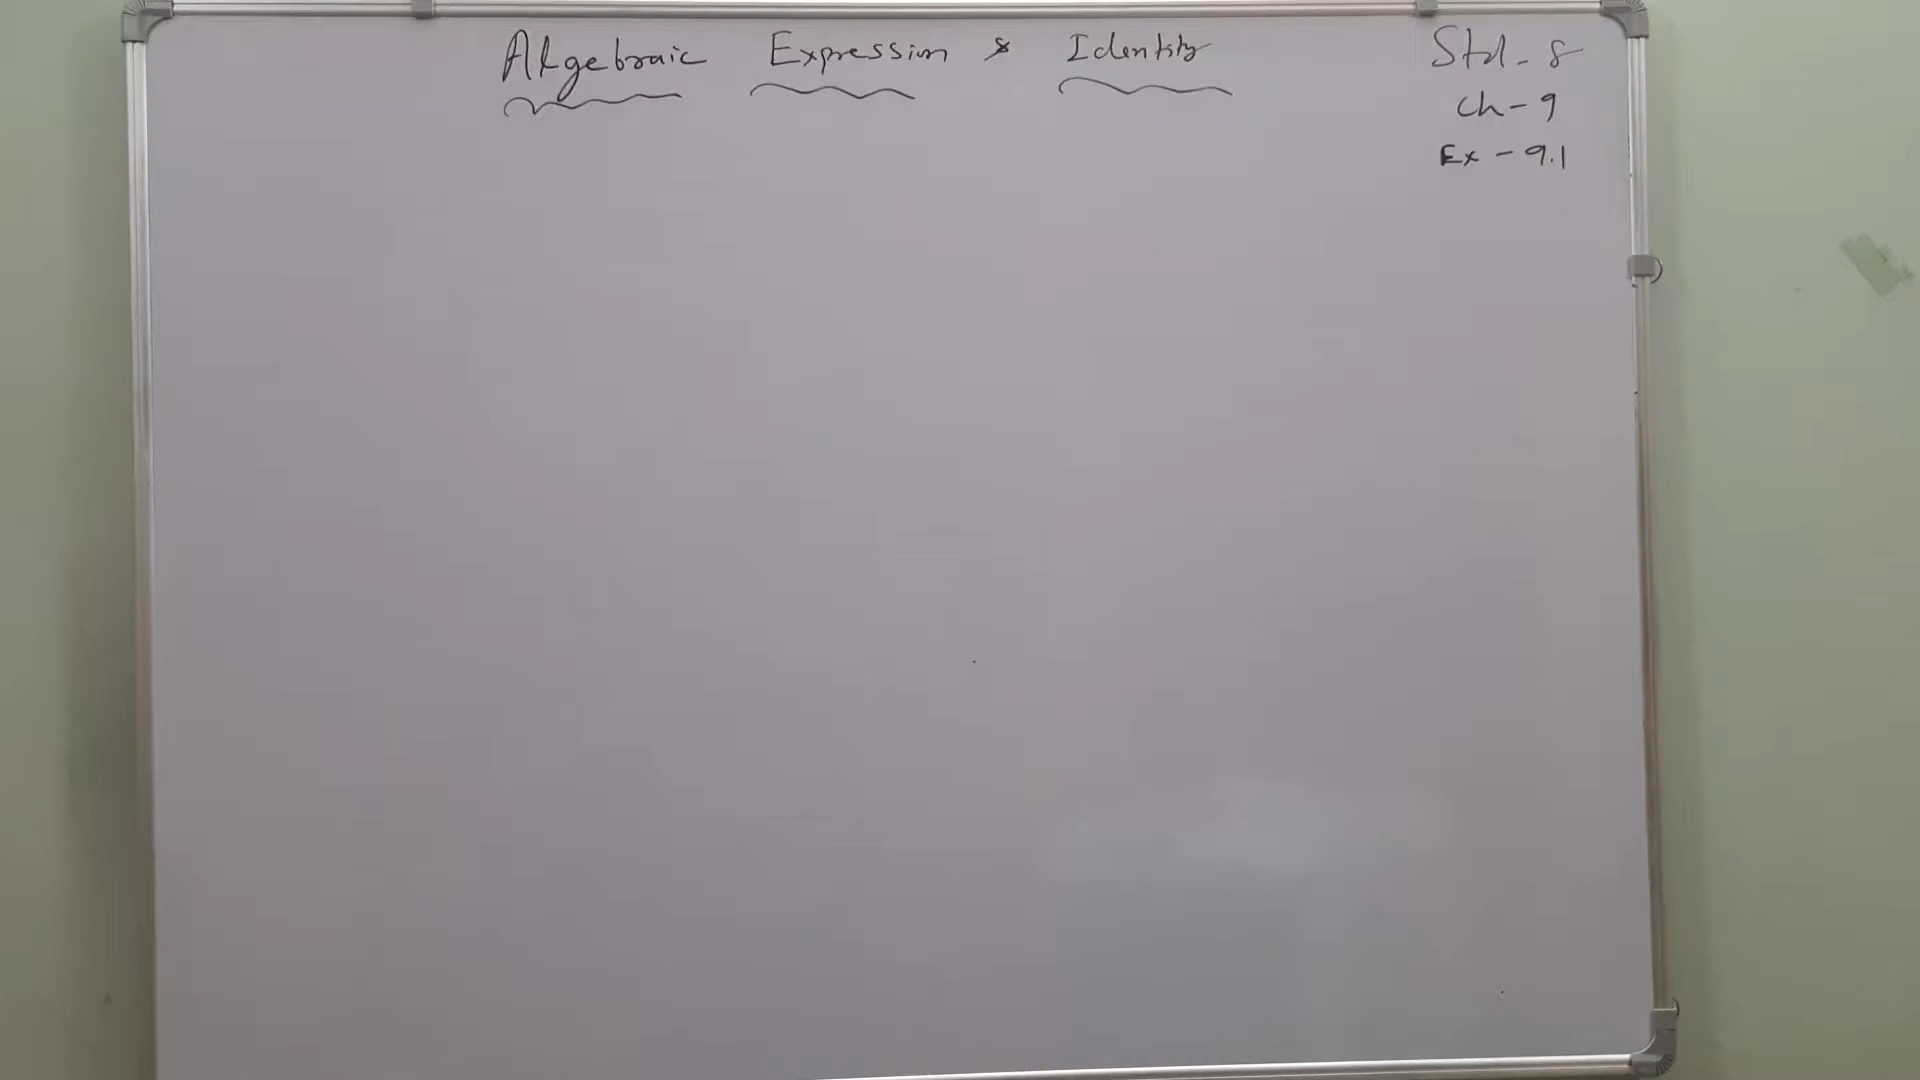 Algebraic Expression & Identity
Std - 8
Ch - 9
Ex - 9.1